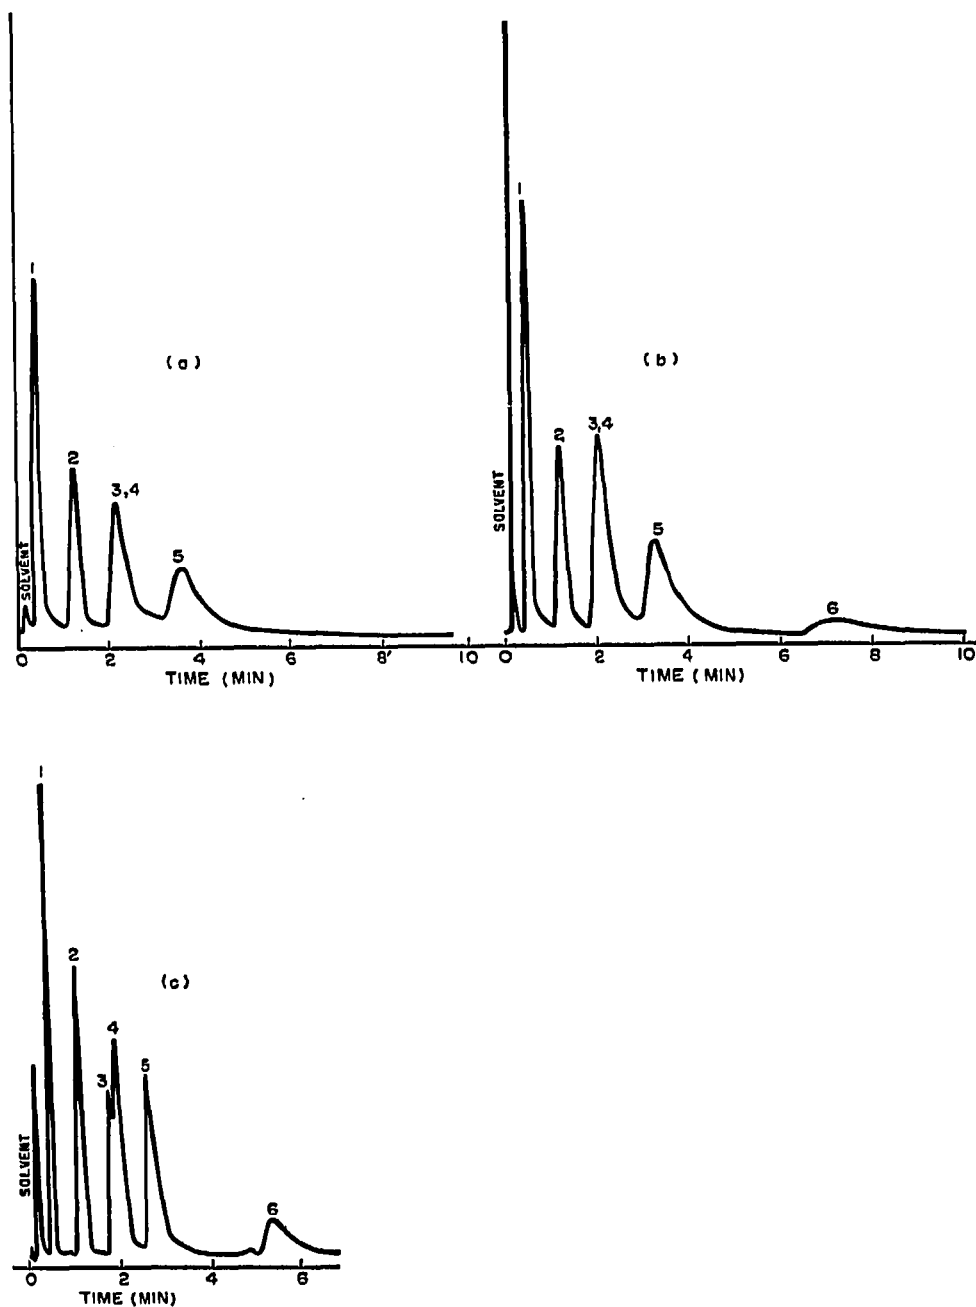 1
(a)
2
3,4
5
SOLVENT
0 2 4 6 8' 10
TIME (MIN)
1
(b)
2
3,4
SOLVENT
5
6
0 2 4 6 8 10
TIME (MIN)
1
2
(c)
4
3
5
SOLVENT
6
0 2 4 6
TIME (MIN)